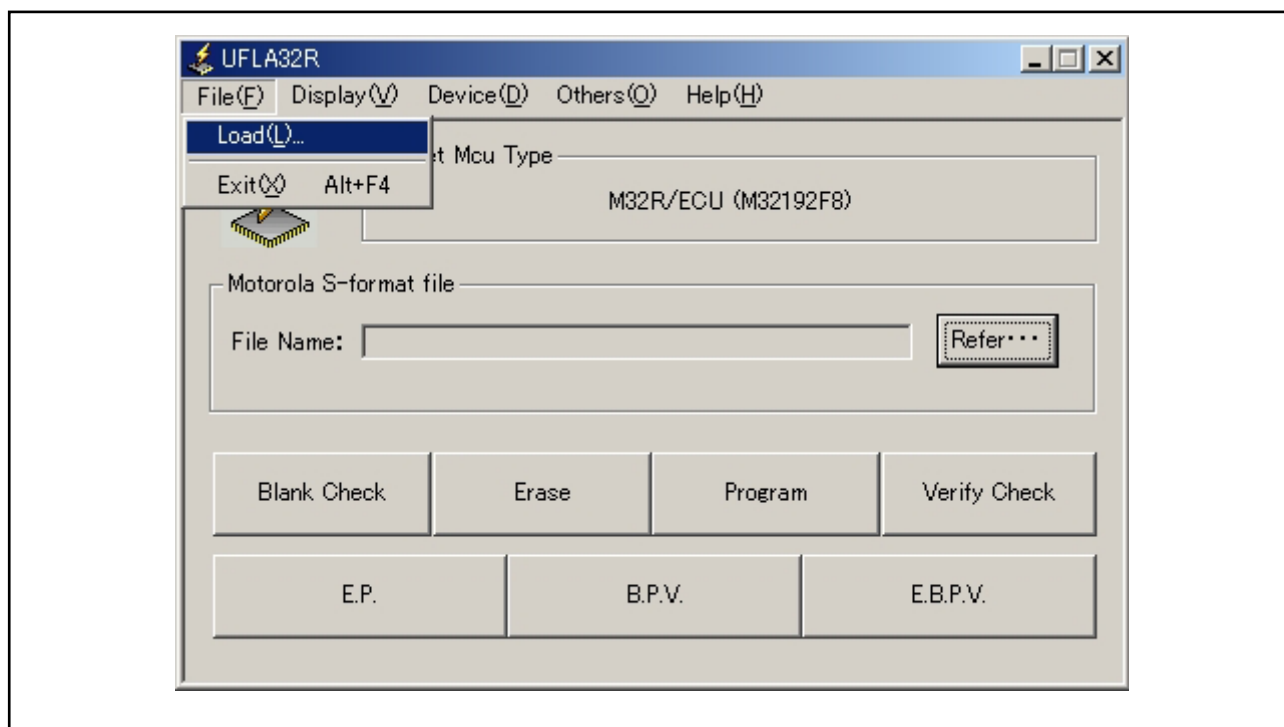 UFLA32R
File(F) Display(V) Device(D) Others(O) Help(H)
Load(L)...
Exit(X) Alt+F4
t Mcu Type
M32R/ECU (M32192F8)
Motorola S-format file
File Name:
Refer･･･
Blank Check Erase Program Verify Check
E.P. B.P.V. E.B.P.V.